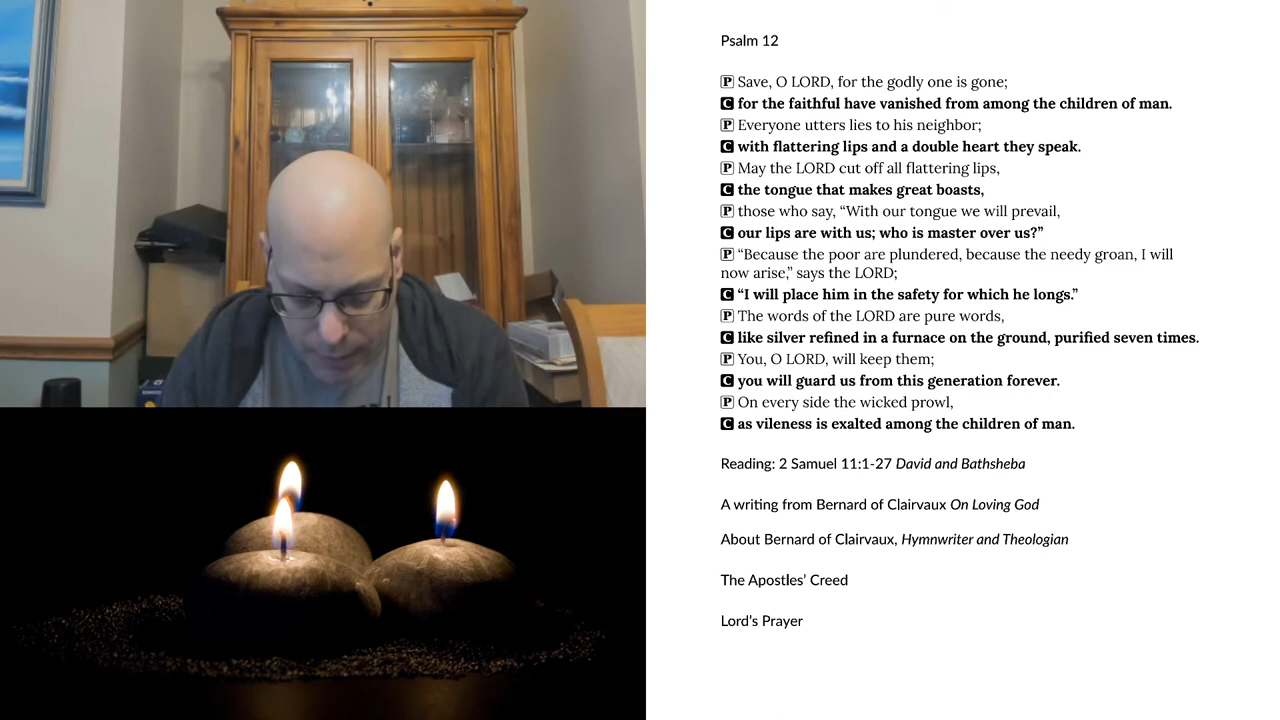 Psalm 12
P Save, O LORD, for the godly one is gone;
C for the faithful have vanished from among the children of man.
P Everyone utters lies to his neighbor;
C with flattering lips and a double heart they speak.
P May the LORD cut off all flattering lips,
C the tongue that makes great boasts,
P those who say, “With our tongue we will prevail,
C our lips are with us; who is master over us?”
P “Because the poor are plundered, because the needy groan, I will
now arise,” says the LORD;
C “I will place him in the safety for which he longs.”
P The words of the LORD are pure words,
C like silver refined in a furnace on the ground, purified seven times.
P You, O LORD, will keep them;
C you will guard us from this generation forever.
P On every side the wicked prowl,
C as vileness is exalted among the children of man.
Reading: 2 Samuel 11:1-27 David and Bathsheba
A writing from Bernard of Clairvaux On Loving God
About Bernard of Clairvaux, Hymnwriter and Theologian
The Apostles’ Creed
Lord’s Prayer